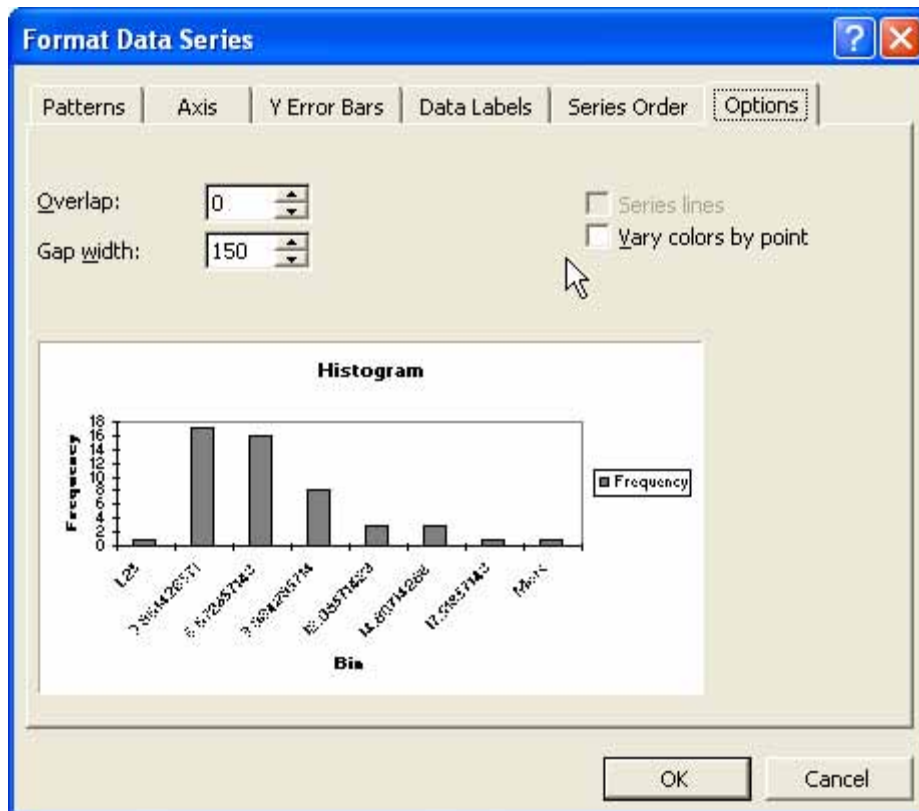 Format Data Series
Patterns Axis Y Error Bars Data Labels Series Order Options
Overlap: 0
Gap width: 150
Series lines
Vary colors by point
Histogram
Frequency
18
16
14
12
10
8
6
4
2
0
1.25
More
Bin
Frequency
OK Cancel